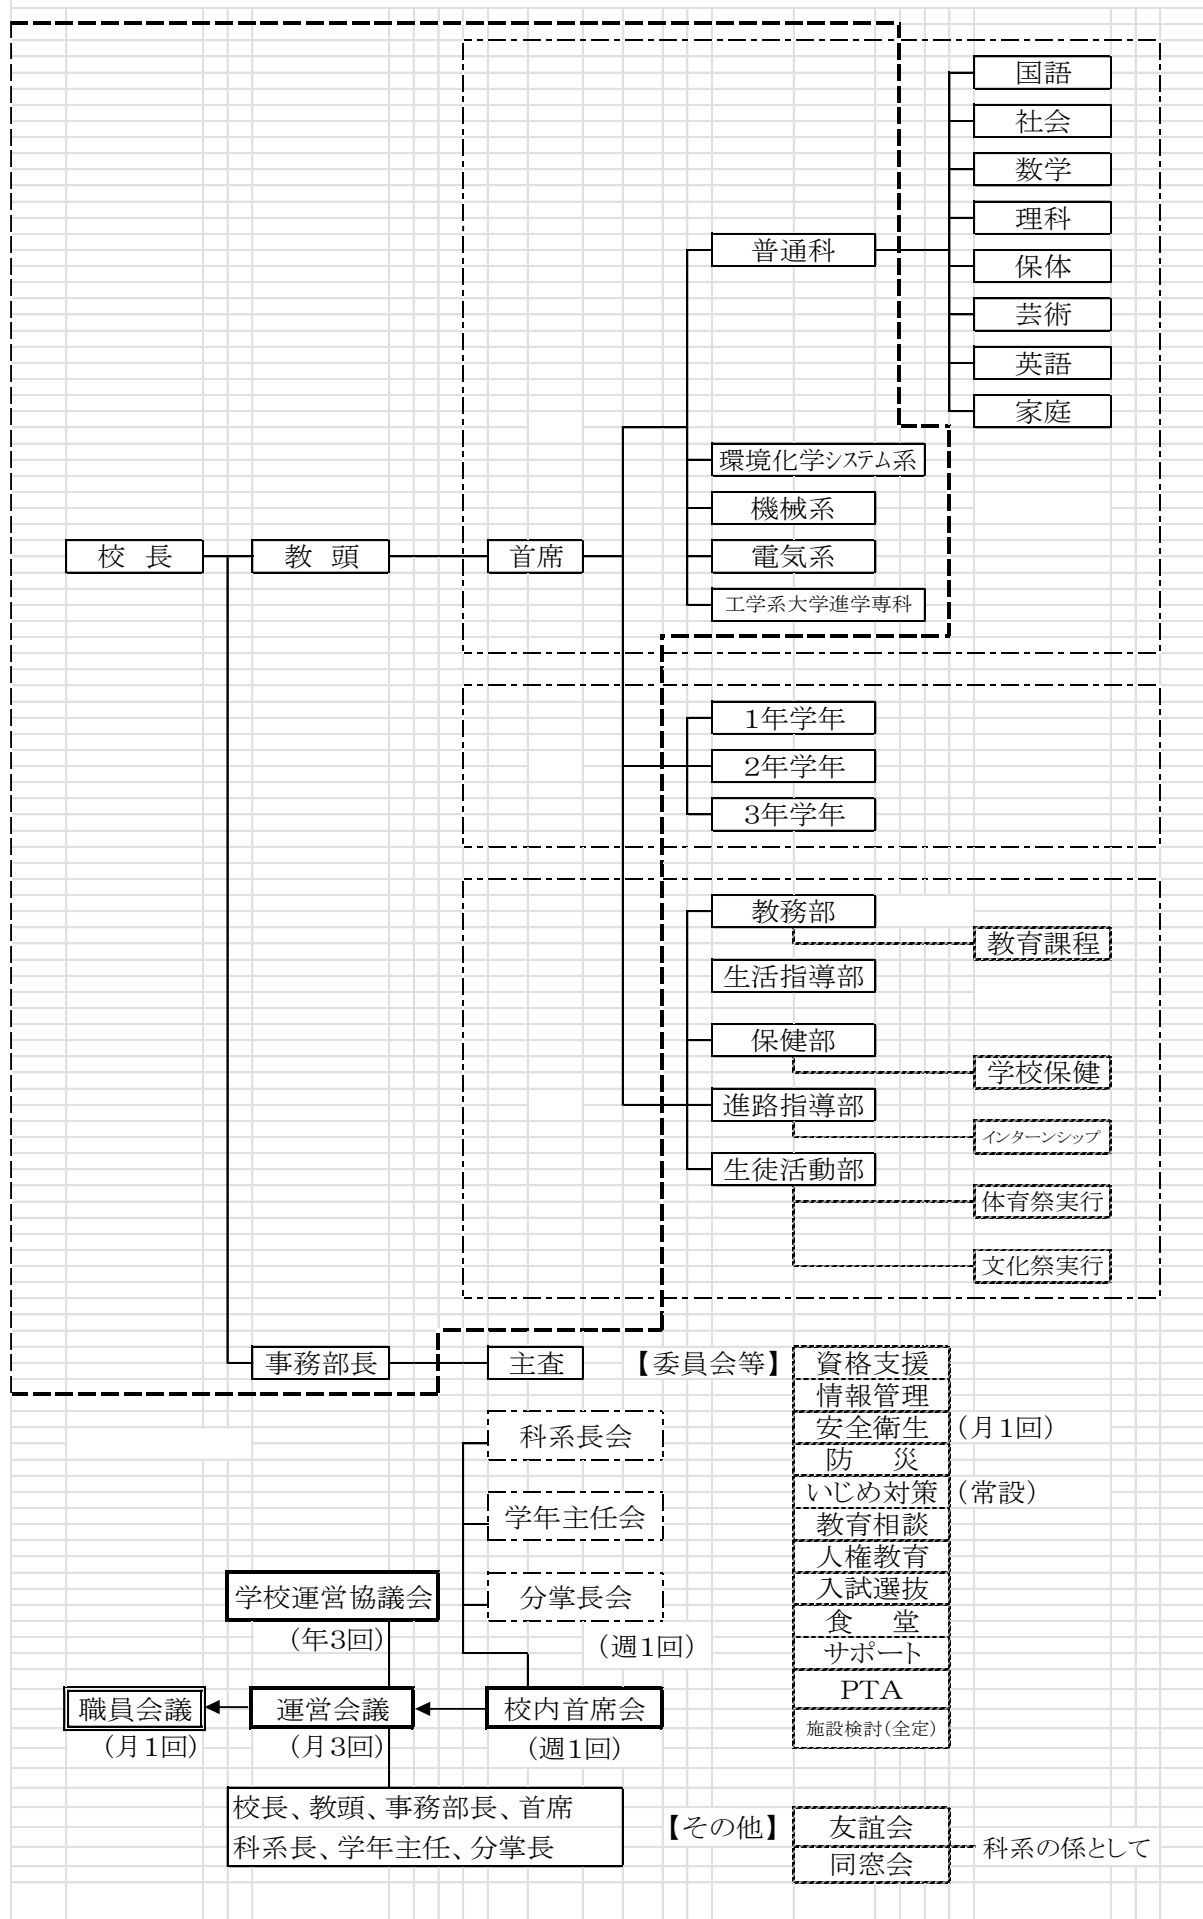 国語
社会
数学
理科
普通科
保体
芸術
英語
家庭
環境化学システム系
機械系
校 長
教 頭
首席
電気系
工学系大学進学専科
1年学年
2年学年
3年学年
教務部
教育課程
生活指導部
保健部
学校保健
進路指導部
インターンシップ
生徒活動部
体育祭実行
文化祭実行
事務部長
主査
【委員会等】
資格支援
情報管理
安全衛生
(月1回)
防 災
いじめ対策
(常設)
教育相談
人権教育
入試選抜
食 堂
サポート
PTA
施設検討(全定)
科系長会
学年主任会
分掌長会
(週1回)
学校運営協議会
(年3回)
職員会議
(月1回)
運営会議
(月3回)
校内首席会
(週1回)
校長、教頭、事務部長、首席
科系長、学年主任、分掌長
【その他】
友誼会
同窓会
科系の係として